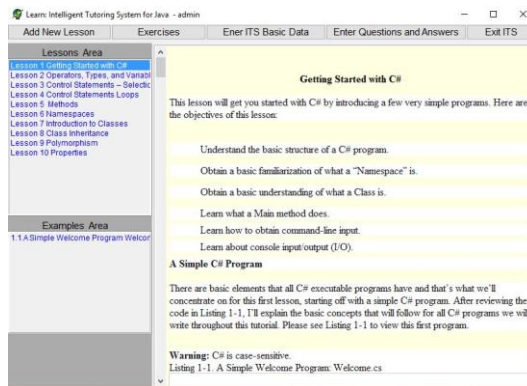 Learn: Intelligent Tutoring System for Java - admin
Add New Lesson Exercises Ener ITS Basic Data Enter Questions and Answers Exit ITS
Lessons Area
Lesson 1 Getting Started with C#
Lesson 2 Operators, Types, and Variabl
Lesson 3 Control Statements – Selectic
Lesson 4 Control Statements Loops
Lesson 5 Methods
Lesson 6 Namespaces
Lesson 7 Introduction to Classes
Lesson 8 Class Inheritance
Lesson 9 Polymorphism
Lesson 10 Properties
Examples Area
1.1 A Simple Welcome Program Welcor
Getting Started with C#
This lesson will get you started with C# by introducing a few very simple programs. Here are
the objectives of this lesson:
Understand the basic structure of a C# program.
Obtain a basic familiarization of what a “Namespace” is.
Obtain a basic understanding of what a Class is.
Learn what a Main method does.
Learn how to obtain command-line input.
Learn about console input/output (I/O).
A Simple C# Program
There are basic elements that all C# executable programs have and that's what we'll
concentrate on for this first lesson, starting off with a simple C# program. After reviewing the
code in Listing 1-1, I'll explain the basic concepts that will follow for all C# programs we wil
write throughout this tutorial. Please see Listing 1-1 to view this first program.
Warning: C# is case-sensitive.
Listing 1-1. A Simple Welcome Program: Welcome.cs